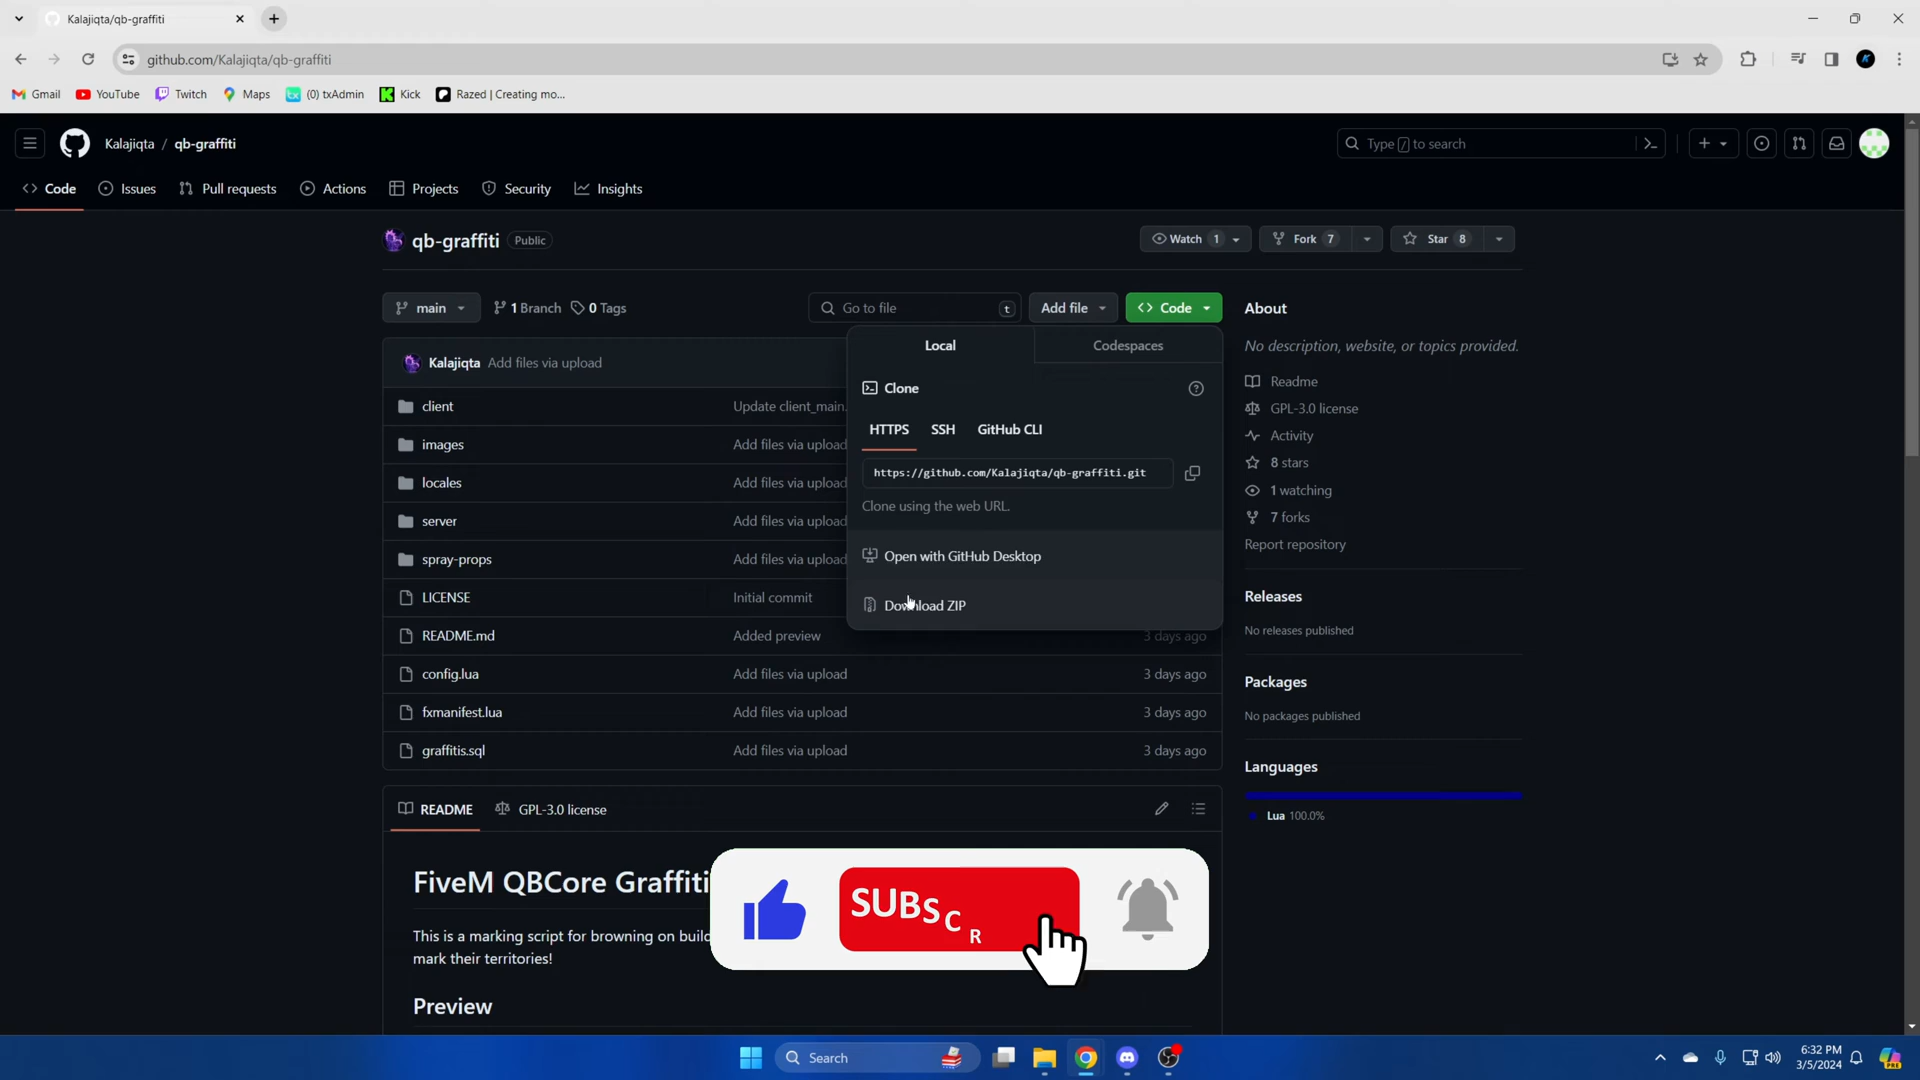 Kalajiqta/qb-graffiti
github.com/Kalajiqta/qb-graffiti
Gmail YouTube Twitch Maps (0) txAdmin Kick Razed | Creating mo...
Kalajiqta / qb-graffiti Type / to search
Code Issues Pull requests Actions Projects Security Insights
qb-graffiti Public Watch 1 Fork 7 Star 8
main 1 Branch 0 Tags Go to file t Add file Code
Kalajiqta Add files via upload
client Update client_main.
images Add files via upload
locales Add files via upload
server Add files via upload
spray-props Add files via upload
LICENSE Initial commit
README.md Added preview 3 days ago
config.lua Add files via upload 3 days ago
fxmanifest.lua Add files via upload 3 days ago
graffitis.sql Add files via upload 3 days ago
Local Codespaces
Clone
HTTPS SSH GitHub CLI
https://github.com/Kalajiqta/qb-graffiti.git
Clone using the web URL.
Open with GitHub Desktop
Download ZIP
About
No description, website, or topics provided.
Readme
GPL-3.0 license
Activity
8 stars
1 watching
7 forks
Report repository
Releases
No releases published
Packages
No packages published
Languages
Lua 100.0%
README GPL-3.0 license
FiveM QBCore Graffiti
This is a marking script for browning on build
mark their territories!
Preview
SUBSCR
Search
6:32 PM
3/5/2024
PRE